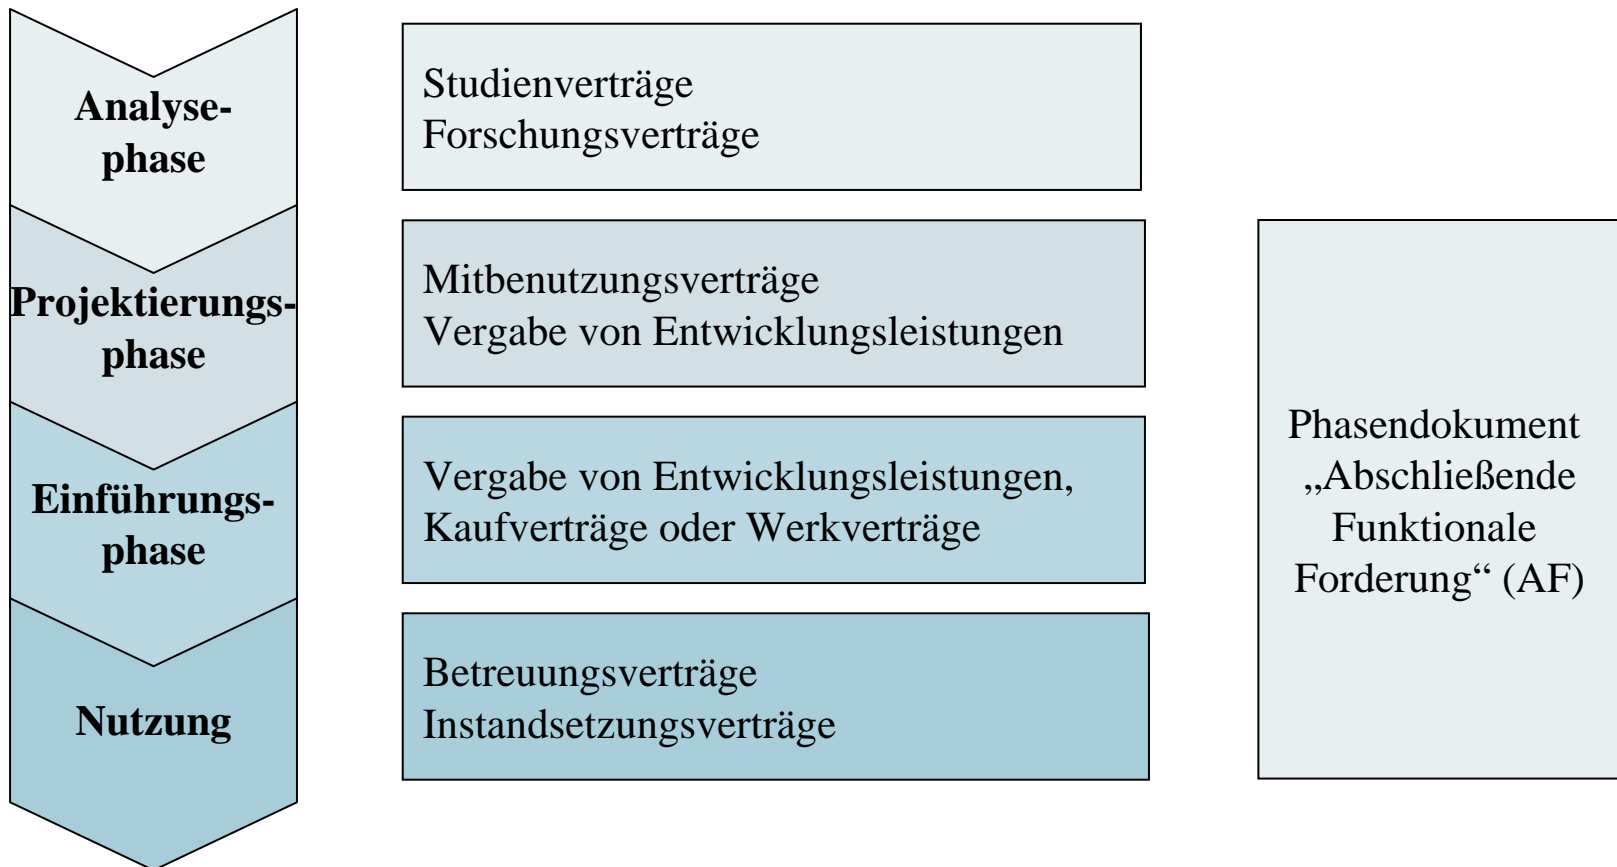 Analyse-
phase
Studienverträge
Forschungsverträge
Projektierungs-
phase
Mitbenutzungsverträge
Vergabe von Entwicklungsleistungen
Einführungs-
phase
Vergabe von Entwicklungsleistungen,
Kaufverträge oder Werkverträge
Nutzung
Betreuungsverträge
Instandsetzungsverträge
Phasendokument
„Abschließende
Funktionale
Forderung“ (AF)